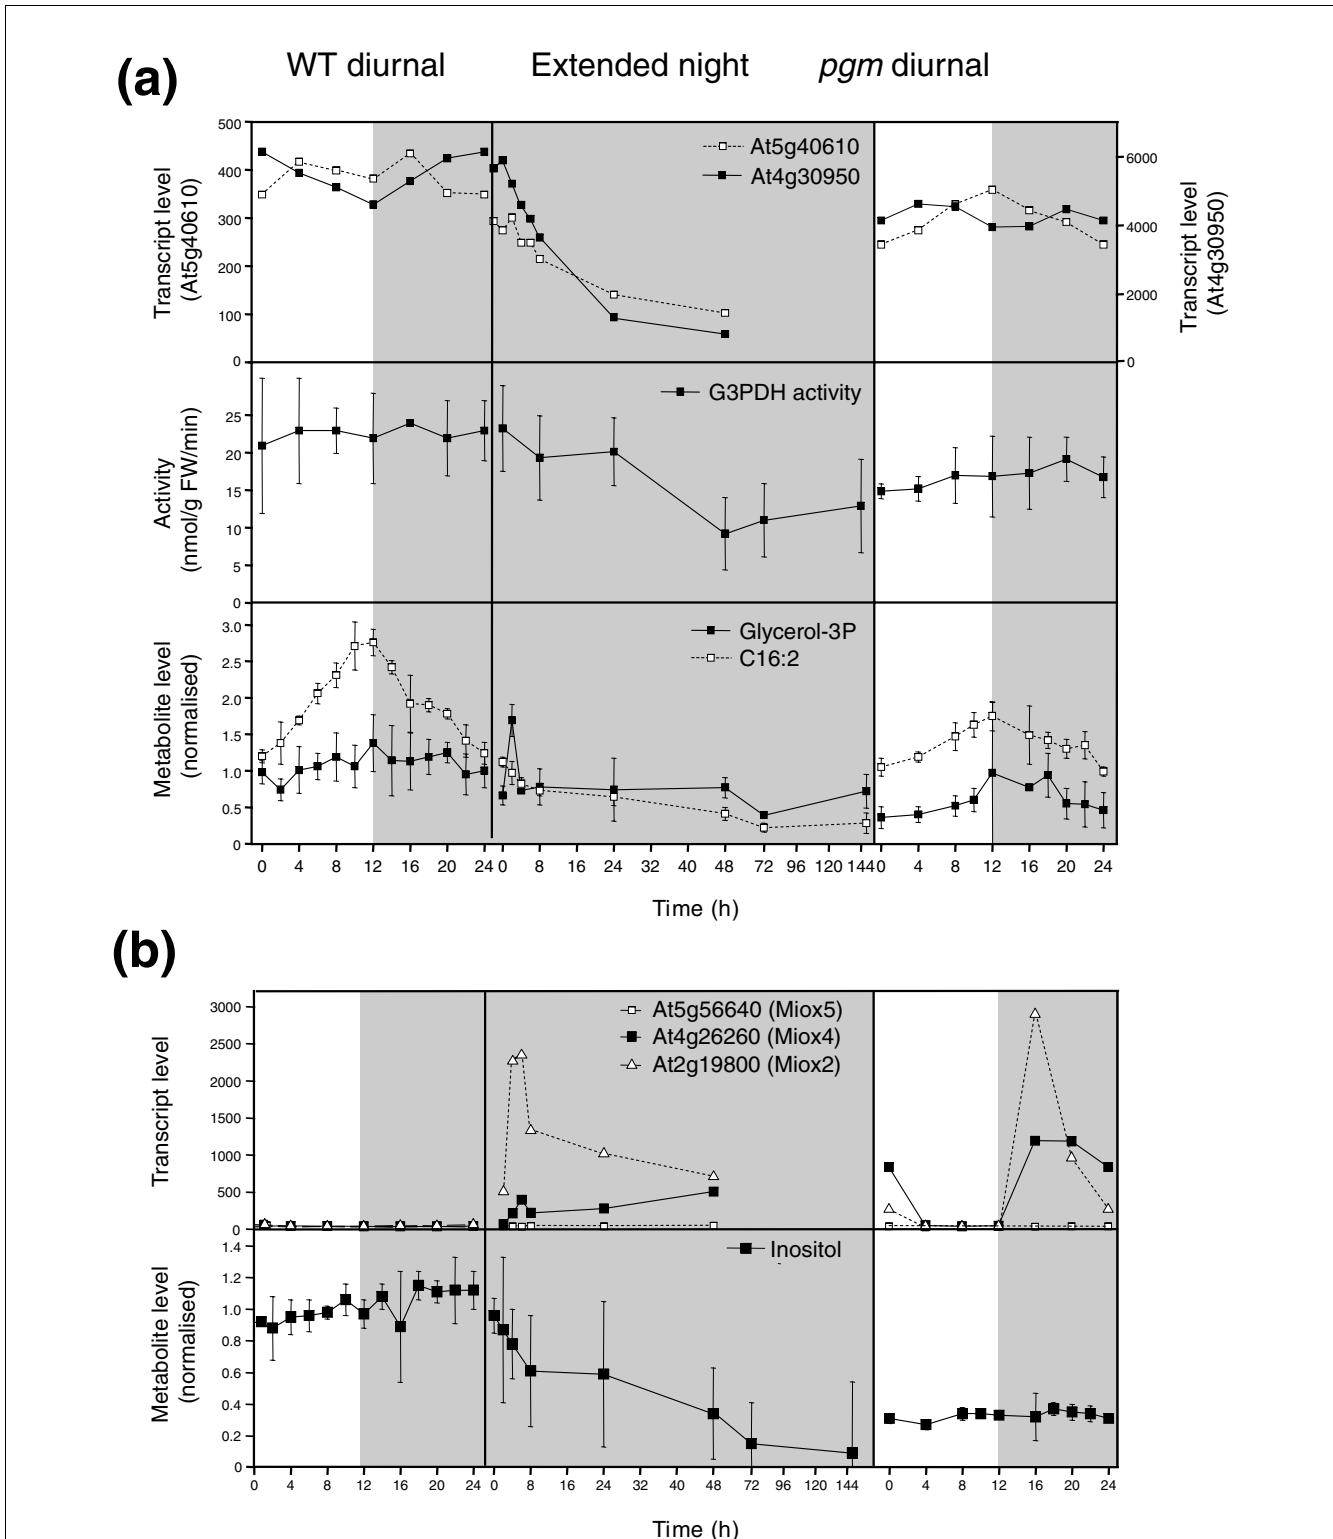 (a)
WT diurnal Extended night pgm diurnal
Transcript level
(At5g40610)
500
400
300
200
100
0
At5g40610
At4g30950
6000
4000
2000
0
Transcript level
(At4g30950)
Activity
(nmol/g FW/min)
25
20
15
10
5
0
G3PDH activity
Metabolite level
(normalised)
3.0
2.5
2.0
1.5
1.0
0.5
0
Glycerol-3P
C16:2
0 4 8 12 16 20 24 0 8 16 24 32 40 48 72 96 120 144 0 4 8 12 16 20 24
Time (h)
(b)
Transcript level
3000
2500
2000
1500
1000
500
0
At5g56640 (Miox5)
At4g26260 (Miox4)
At2g19800 (Miox2)
Metabolite level
(normalised)
1.4
1.2
1.0
0.8
0.6
0.4
0.2
0
Inositol
0 4 8 12 16 20 24 0 8 16 24 32 40 48 72 96 120 144 0 4 8 12 16 20 24
Time (h)